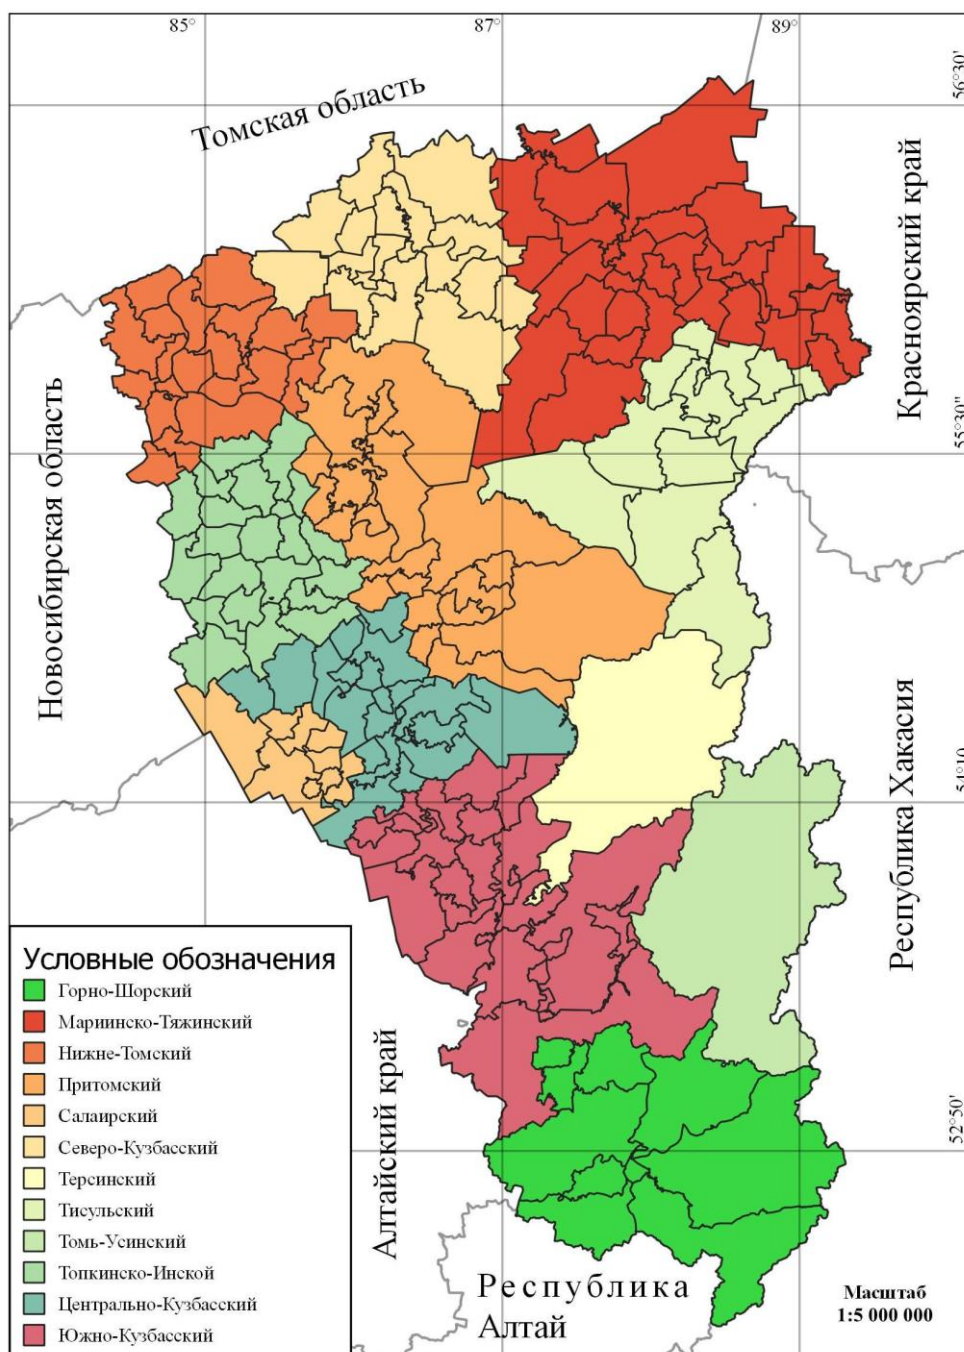 85°
87°
89°
56°30'
Томская область
Красноярский край
55°30"
Новосибирская область
54°10'
Республика Хакасия
Условные обозначения
Горно-Шорский
Мариинско-Тяжинский
Нижне-Томский
Притомский
Салаирский
Северо-Кузбасский
Терсинский
Тисульский
Томь-Усинский
Топкинско-Инской
Центрально-Кузбасский
Южно-Кузбасский
Алтайский край
52°50'
Республика
Алтай
Масштаб
1:5 000 000